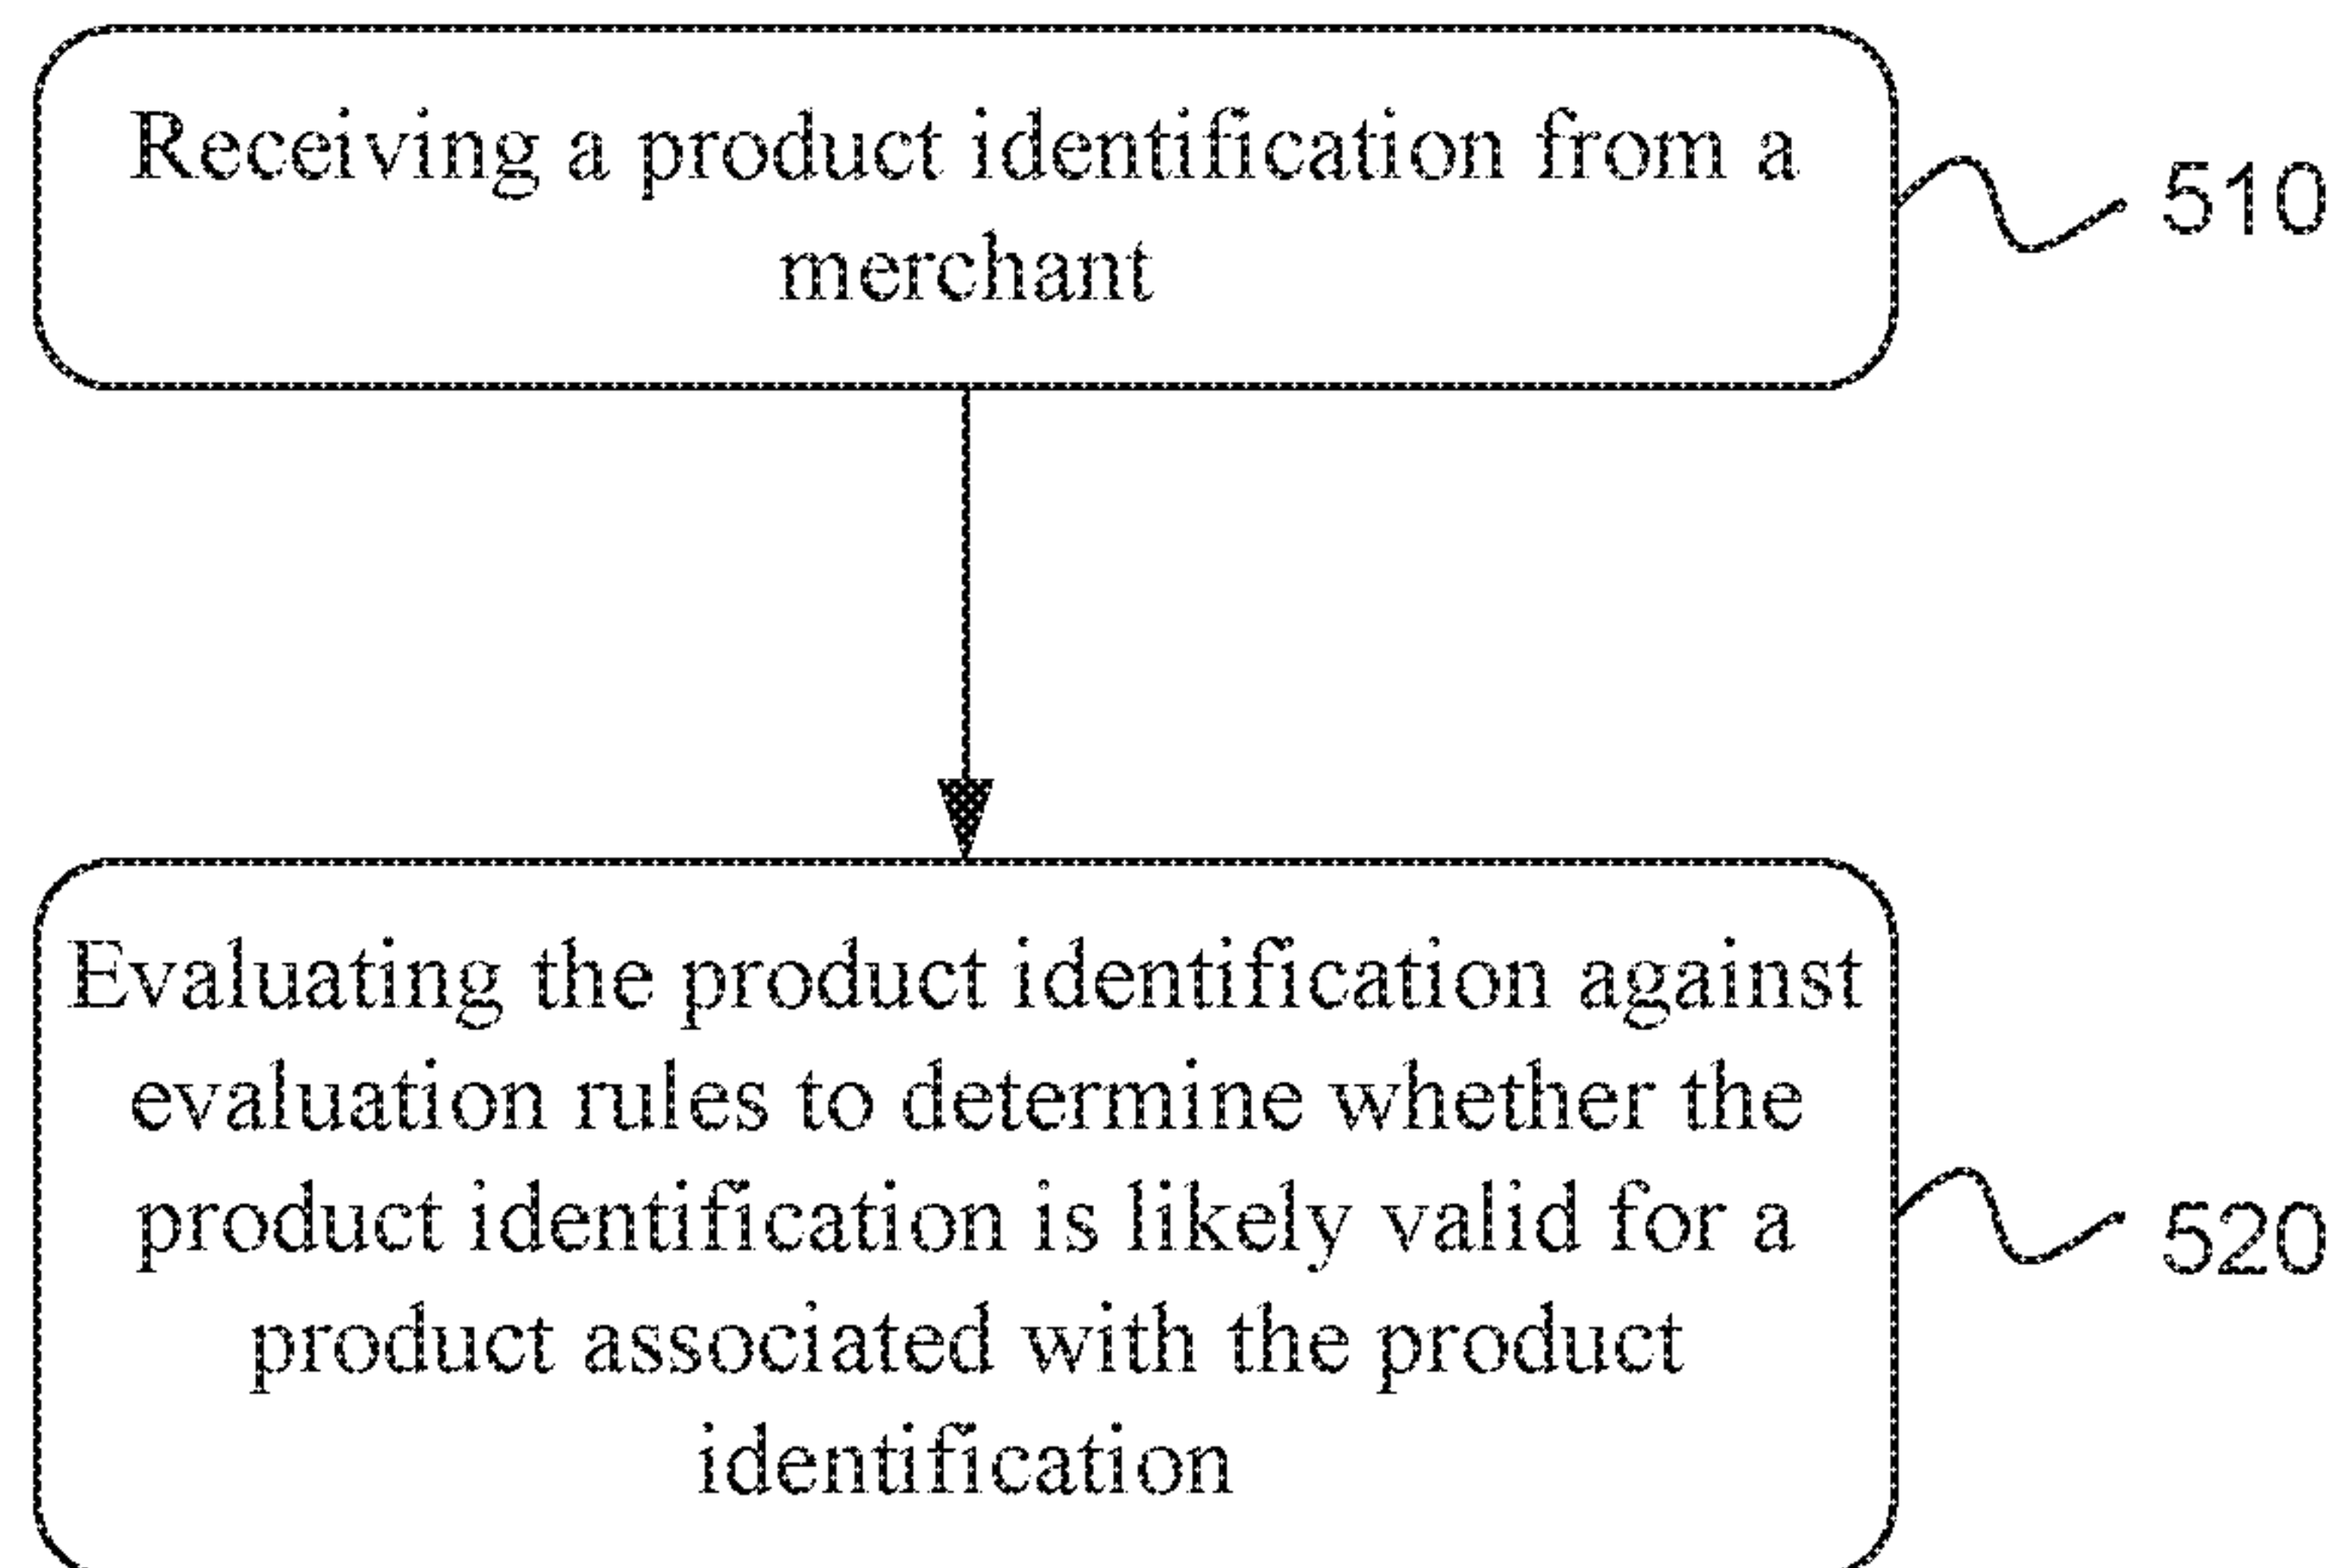 Receiving a product identification from a
merchant
510
Evaluating the product identification against
evaluation rules to determine whether the
product identification is likely valid for a
product associated with the product
identification
520